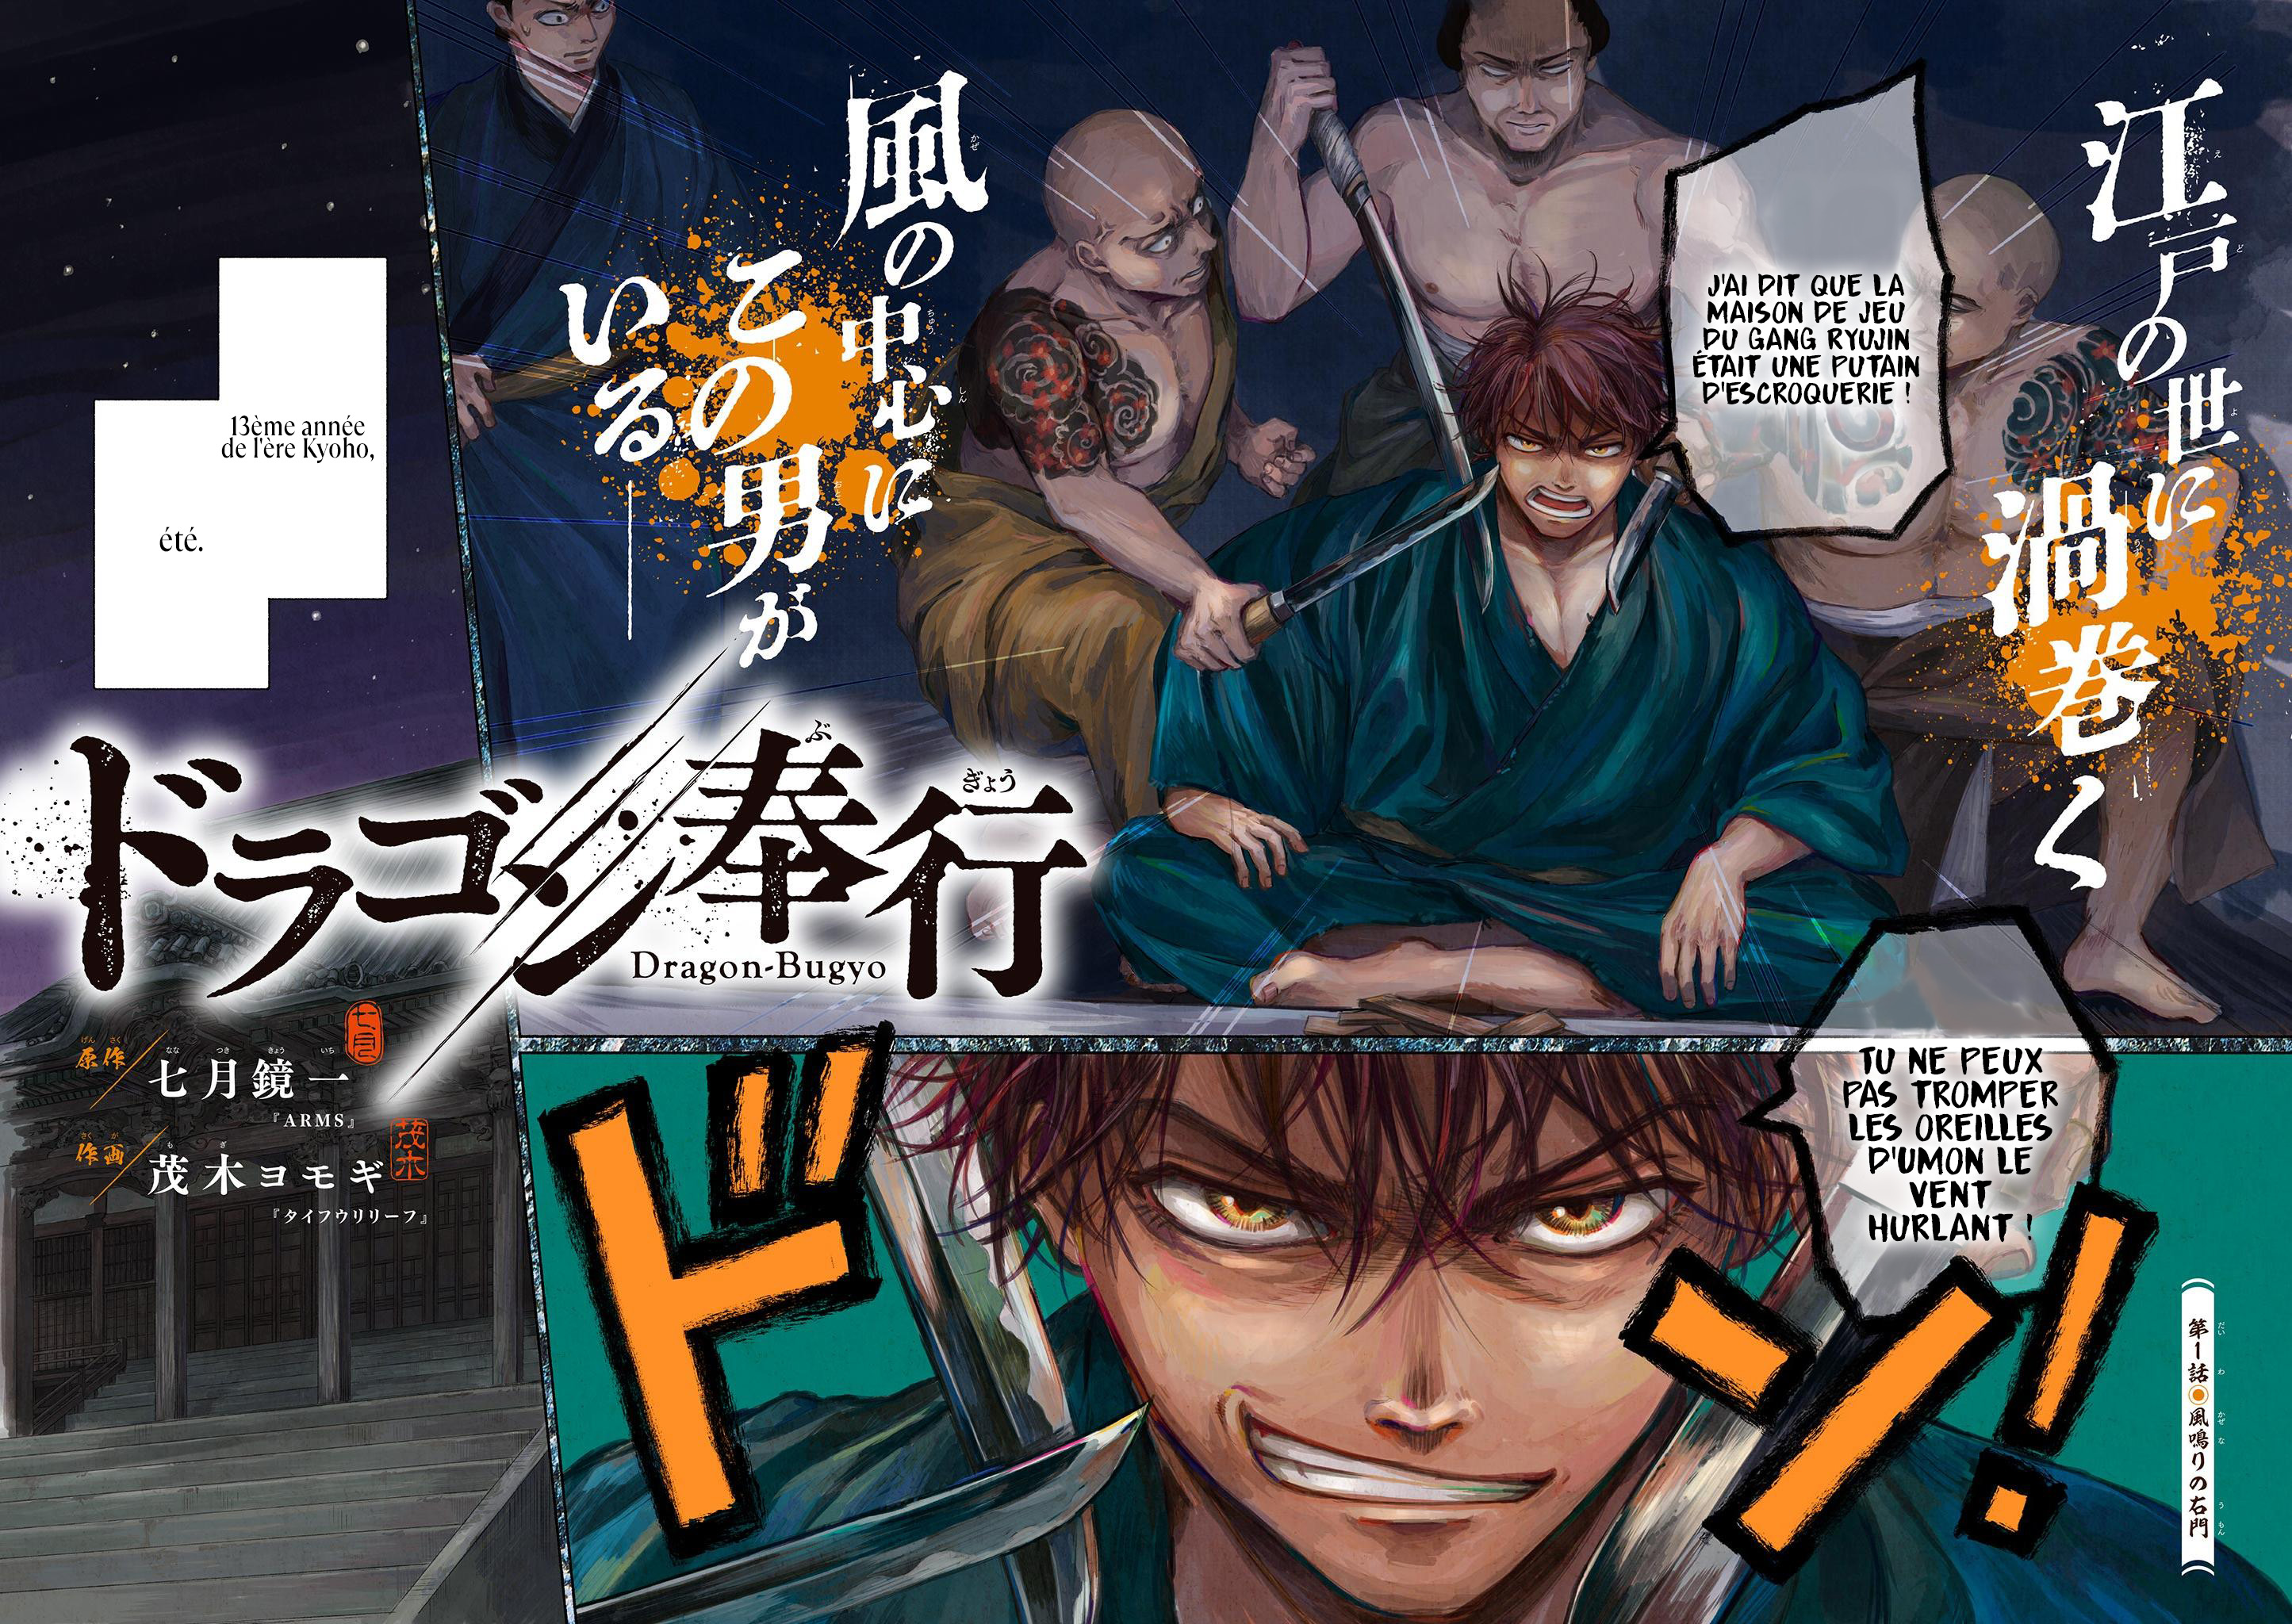 江戸の世に
渦巻く
風の中心に
この男が
いる──
J'AI DIT QUE LA
MAISON DE JEU
DU GANG RYUJIN
ÉTAIT UNE PUTAIN
D'ESCROQUERIE !
13ème année
de l'ère Kyoho,
été.
ドラゴン奉行
Dragon-Bugyo
原作/七月鏡一
七月
『ARMS』
作画/茂木ヨモギ
茂木
『タイフウリリーフ』
TU NE PEUX
PAS TROMPER
LES OREILLES
D'UMON LE
VENT
HURLANT !
ドン!
第1話 風鳴りの右門